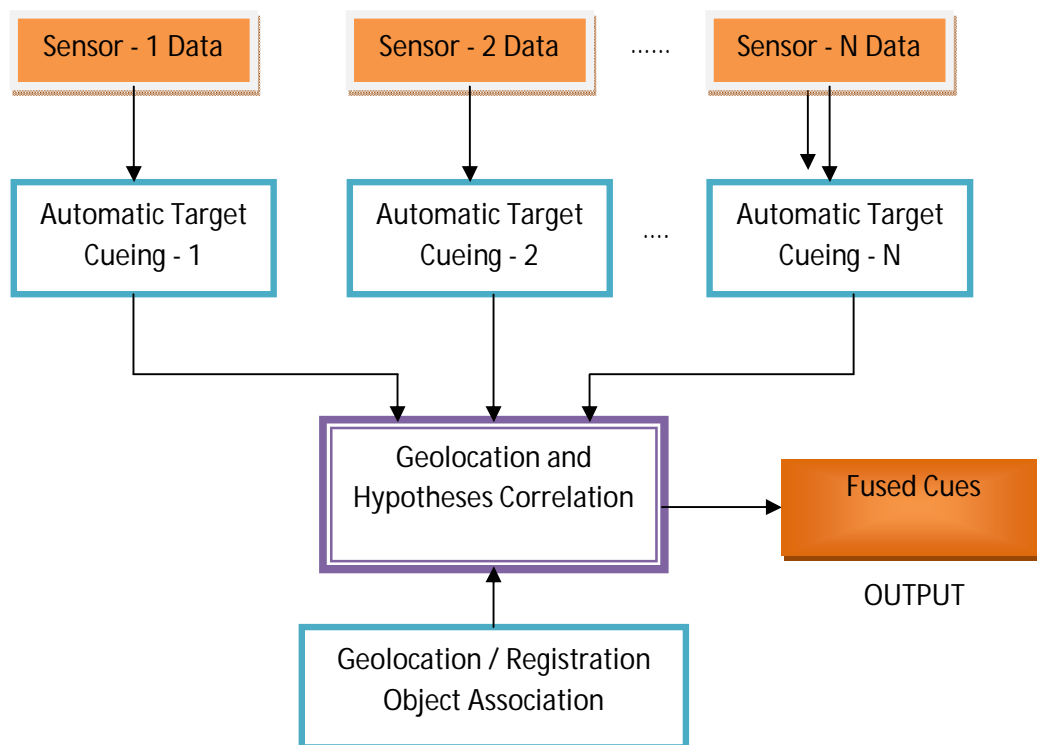 Sensor - 1 Data
Sensor - 2 Data
......
Sensor - N Data
Automatic Target
Cueing - 1
Automatic Target
Cueing - 2
....
Automatic Target
Cueing - N
Geolocation and
Hypotheses Correlation
Fused Cues
OUTPUT
Geolocation / Registration
Object Association